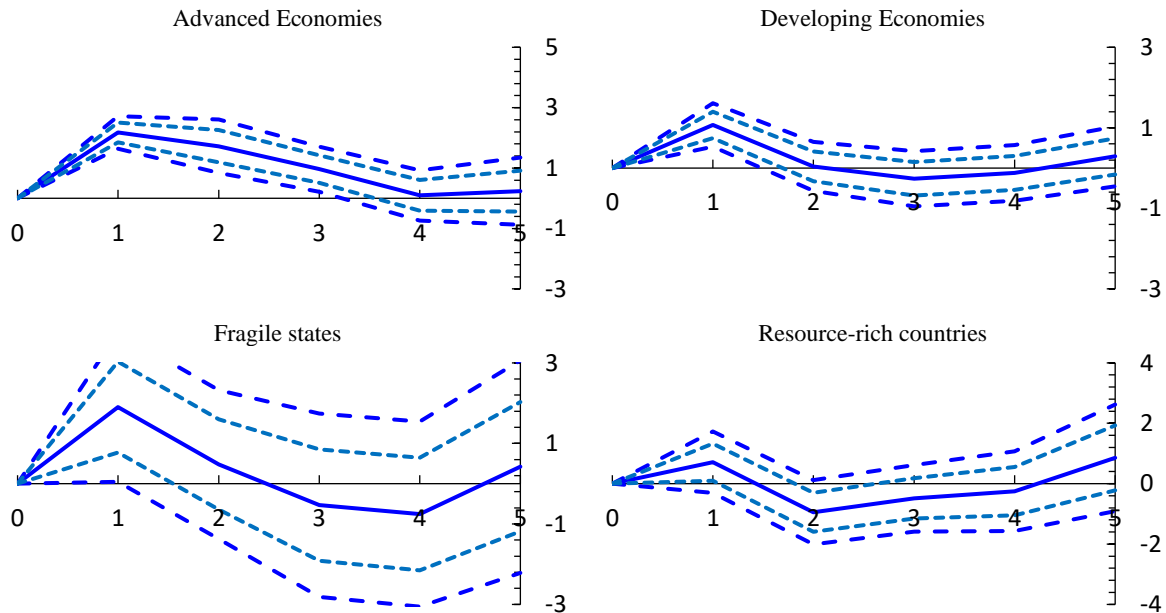 Advanced Economies
5
3
1
-1
-3
0 1 2 3 4 5
Developing Economies
3
1
-1
-3
0 1 2 3 4 5
Fragile states
3
1
-1
-3
0 1 2 3 4 5
Resource-rich countries
4
2
0
-2
-4
0 1 2 3 4 5